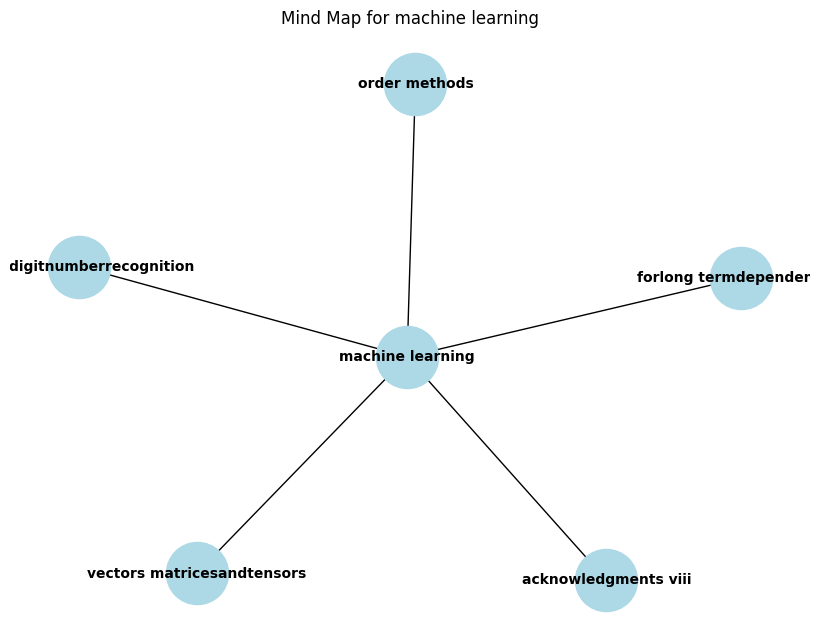 Mind Map for machine learning
order methods
digitnumberrecognition
forlong termdepender
machine learning
vectors matricesandtensors
acknowledgments viii